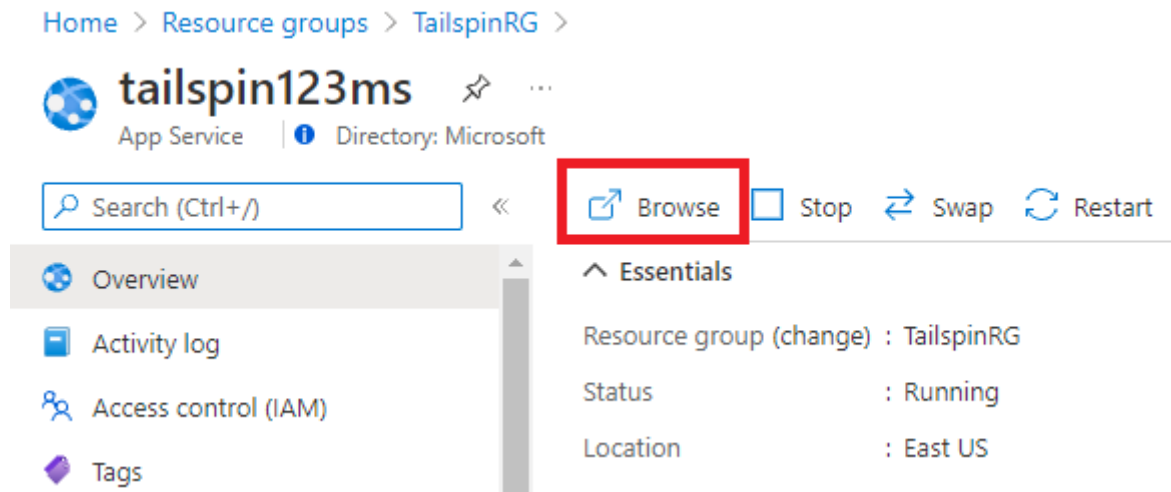 Home > Resource groups > TailspinRG >
tailspin123ms
App Service | Directory: Microsoft
Search (Ctrl+/)
«
Browse Stop Swap Restart
Overview
Activity log
Access control (IAM)
Tags
Essentials
Resource group (change) : TailspinRG
Status : Running
Location : East US